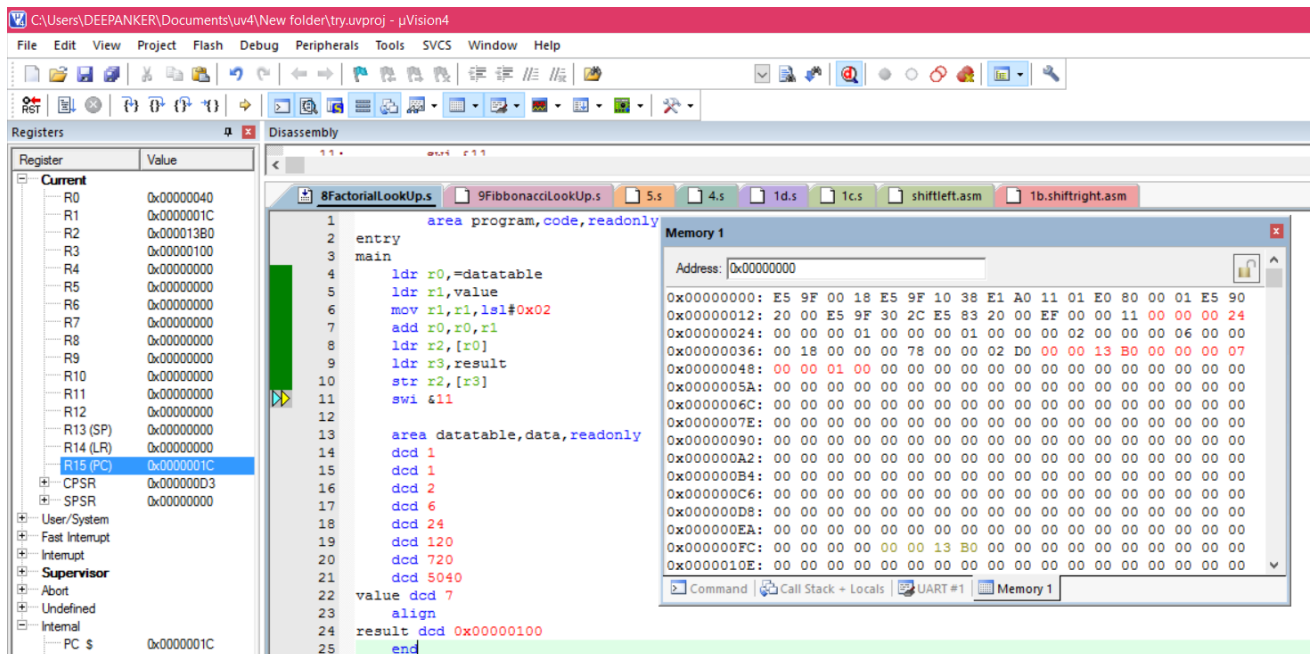 C:\Users\DEEPANKER\Documents\uv4\New folder\try.uvproj - µVision4
File Edit View Project Flash Debug Peripherals Tools SVCS Window Help
RST
Registers
Disassembly
Register Value
Current
R0 0x00000040
R1 0x0000001C
R2 0x000013B0
R3 0x00000100
R4 0x00000000
R5 0x00000000
R6 0x00000000
R7 0x00000000
R8 0x00000000
R9 0x00000000
R10 0x00000000
R11 0x00000000
R12 0x00000000
R13 (SP) 0x00000000
R14 (LR) 0x00000000
R15 (PC) 0x0000001C
CPSR 0x000000D3
SPSR 0x00000000
User/System
Fast Interrupt
Interrupt
Supervisor
Abort
Undefined
Internal
PC $ 0x0000001C
11: swi &11
8FactorialLookUp.s 9FibbonacciLookUp.s 5.s 4.s 1d.s 1c.s shiftleft.asm 1b.shiftright.asm
1 area program,code,readonly
2 entry
3 main
4 ldr r0,=datatable
5 ldr r1,value
6 mov r1,r1,lsl#0x02
7 add r0,r0,r1
8 ldr r2,[r0]
9 ldr r3,result
10 str r2,[r3]
11 swi &11
12
13 area datatable,data,readonly
14 dcd 1
15 dcd 1
16 dcd 2
17 dcd 6
18 dcd 24
19 dcd 120
20 dcd 720
21 dcd 5040
22 value dcd 7
23 align
24 result dcd 0x00000100
25 end
Memory 1
Address: 0x00000000
0x00000000: E5 9F 00 18 E5 9F 10 38 E1 A0 11 01 E0 80 00 01 E5 90
0x00000012: 20 00 E5 9F 30 2C E5 83 20 00 EF 00 00 11 00 00 00 24
0x00000024: 00 00 00 01 00 00 00 01 00 00 00 02 00 00 00 06 00 00
0x00000036: 00 18 00 00 00 78 00 00 02 D0 00 00 13 B0 00 00 00 07
0x00000048: 00 00 01 00 00 00 00 00 00 00 00 00 00 00 00 00 00 00
0x0000005A: 00 00 00 00 00 00 00 00 00 00 00 00 00 00 00 00 00 00
0x0000006C: 00 00 00 00 00 00 00 00 00 00 00 00 00 00 00 00 00 00
0x0000007E: 00 00 00 00 00 00 00 00 00 00 00 00 00 00 00 00 00 00
0x00000090: 00 00 00 00 00 00 00 00 00 00 00 00 00 00 00 00 00 00
0x000000A2: 00 00 00 00 00 00 00 00 00 00 00 00 00 00 00 00 00 00
0x000000B4: 00 00 00 00 00 00 00 00 00 00 00 00 00 00 00 00 00 00
0x000000C6: 00 00 00 00 00 00 00 00 00 00 00 00 00 00 00 00 00 00
0x000000D8: 00 00 00 00 00 00 00 00 00 00 00 00 00 00 00 00 00 00
0x000000EA: 00 00 00 00 00 00 00 00 00 00 00 00 00 00 00 00 00 00
0x000000FC: 00 00 00 00 00 00 13 B0 00 00 00 00 00 00 00 00 00 00
0x0000010E: 00 00 00 00 00 00 00 00 00 00 00 00 00 00 00 00 00 00
Command Call Stack + Locals UART #1 Memory 1